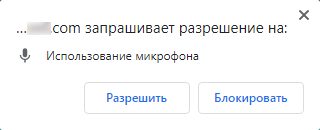 ... .com запрашивает разрешение на:
Использование микрофона
Разрешить Блокировать